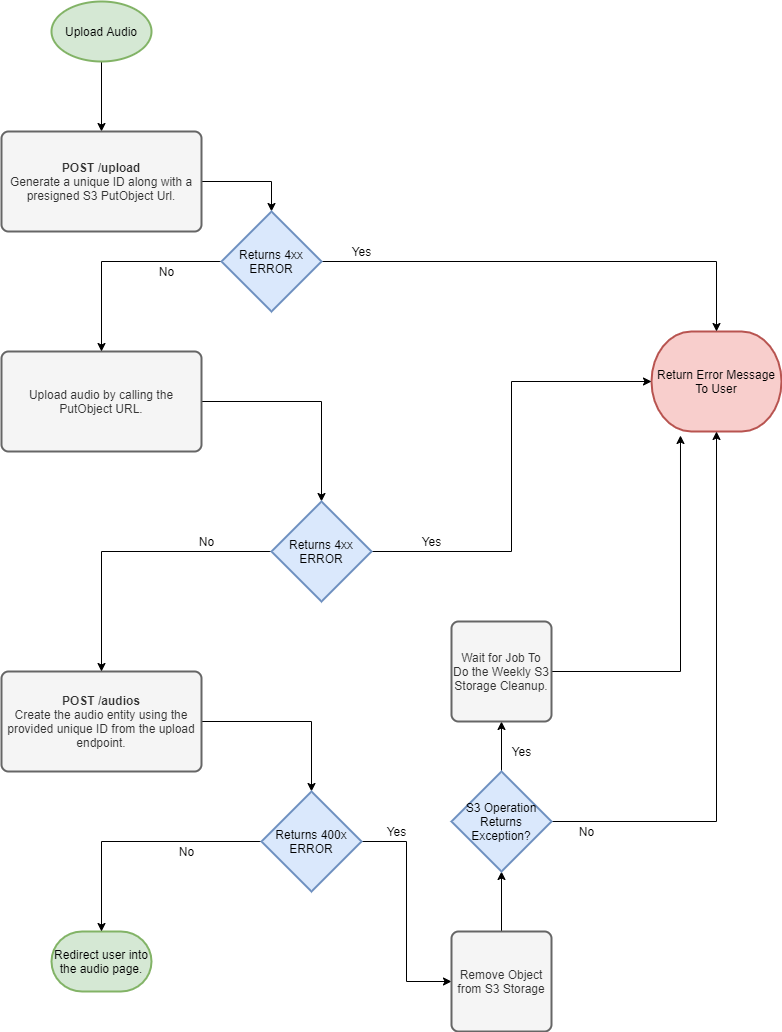 Upload Audio
POST /upload
Generate a unique ID along with a
presigned S3 PutObject Url.
Returns 4xx
ERROR
Yes
No
Return Error Message
To User
Upload audio by calling the
PutObject URL.
Returns 4xx
ERROR
No
Yes
Wait for Job To
Do the Weekly S3
Storage Cleanup.
POST /audios
Create the audio entity using the
provided unique ID from the upload
endpoint.
Yes
S3 Operation
Returns
Exception?
No
Returns 400x
ERROR
Yes
No
Redirect user into
the audio page.
Remove Object
from S3 Storage